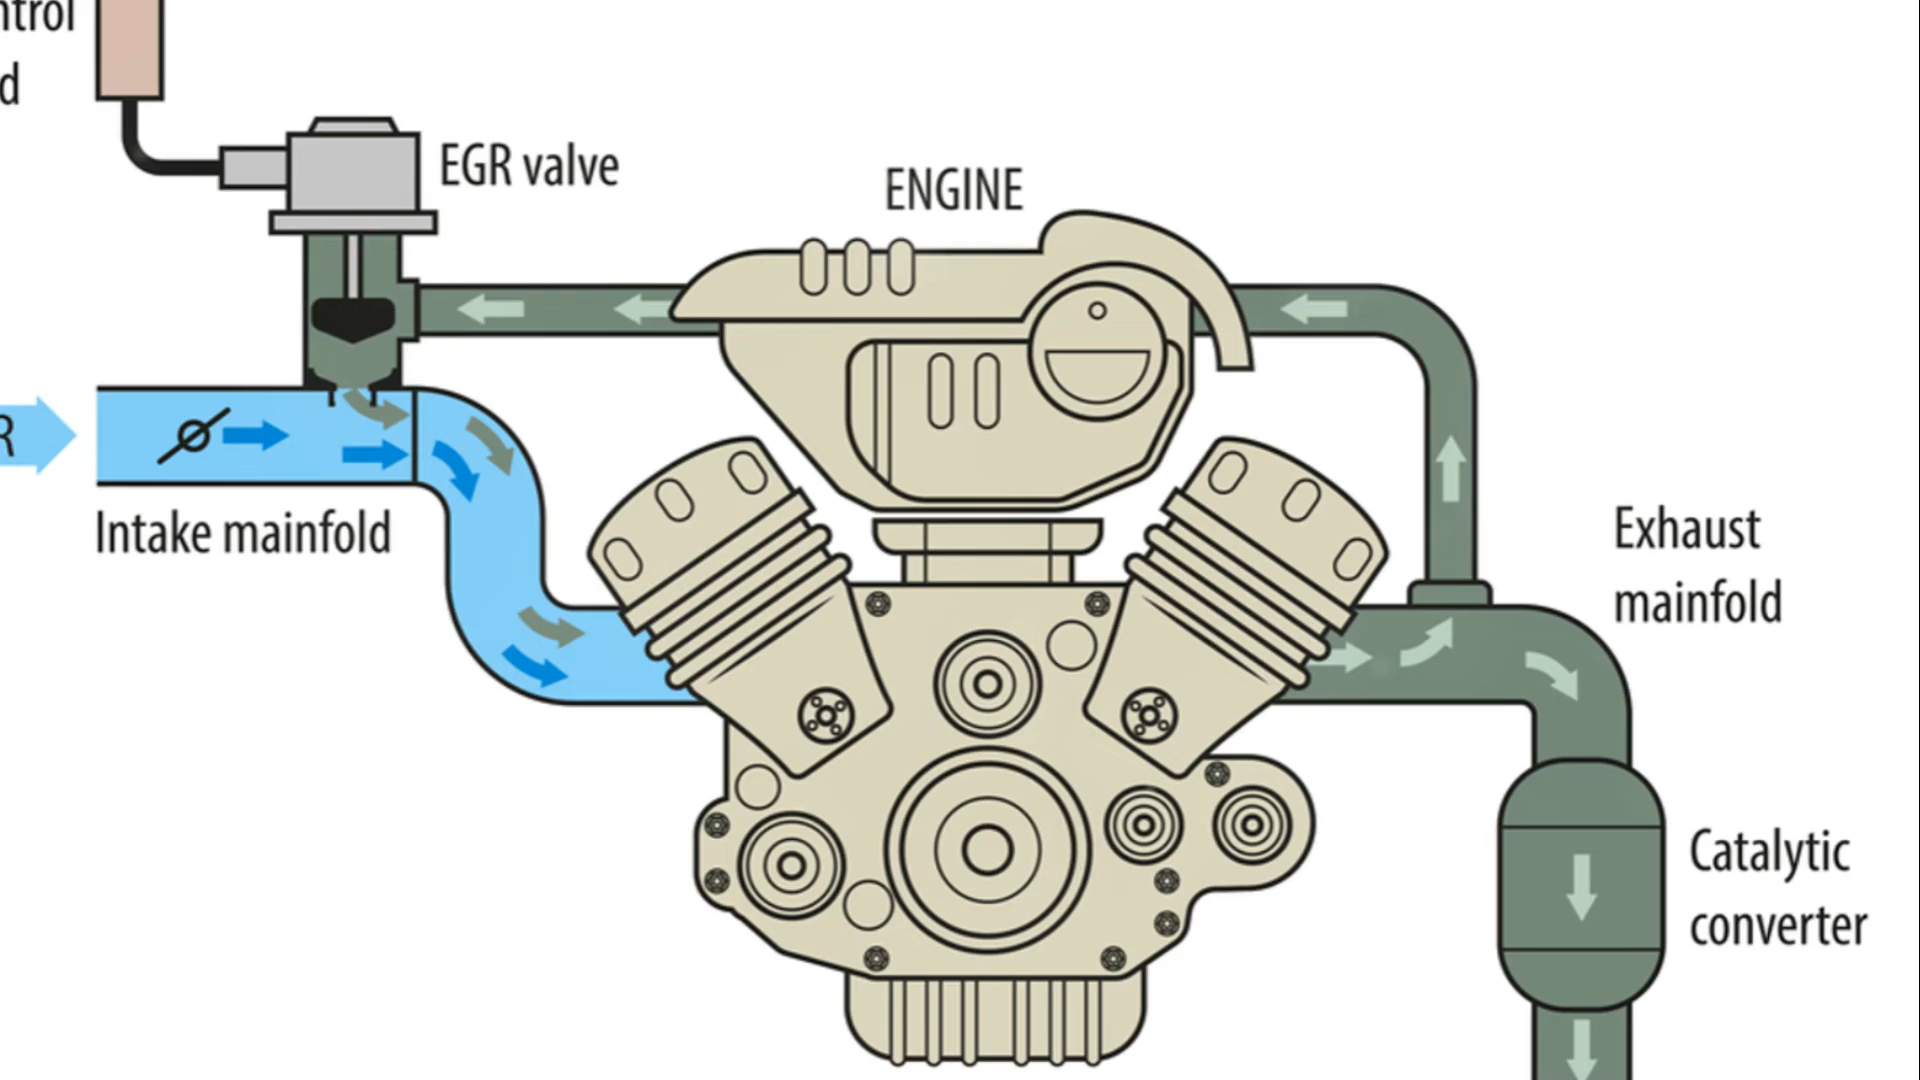 EGR valve
ENGINE
Intake mainfold
Exhaust
mainfold
Catalytic
converter